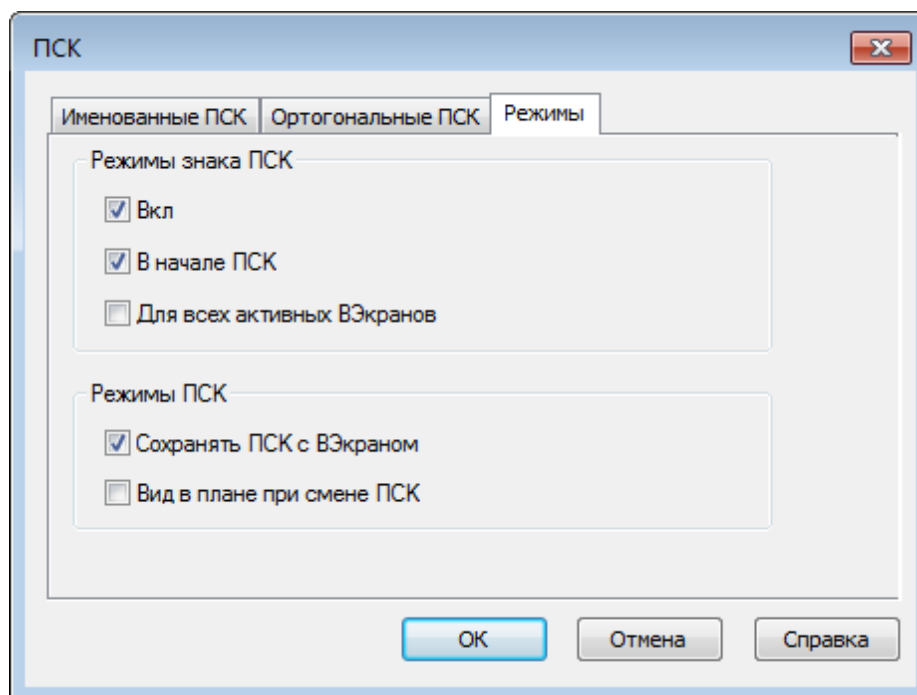 ПСК
Именованные ПСК Ортогональные ПСК Режимы
Режимы знака ПСК
Вкл
В начале ПСК
Для всех активных ВЭкранов
Режимы ПСК
Сохранять ПСК с ВЭкраном
Вид в плане при смене ПСК
ОК Отмена Справка